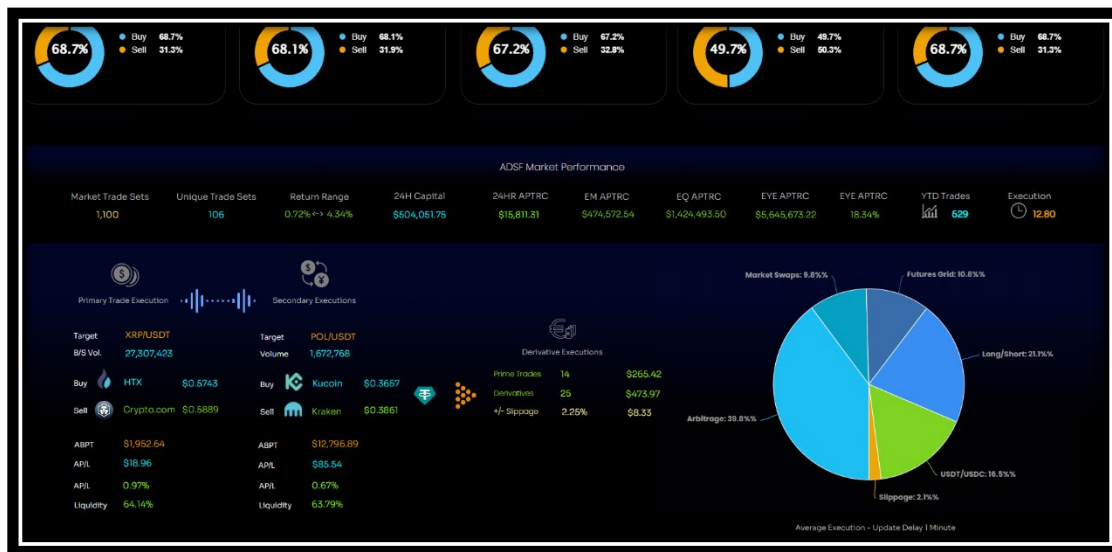 68.7% Buy 68.7%
Sell 31.3%
68.1% Buy 68.1%
Sell 31.9%
67.2% Buy 67.2%
Sell 32.8%
49.7% Buy 49.7%
Sell 50.3%
68.7% Buy 68.7%
Sell 31.3%
ADSF Market Performance
Market Trade Sets Unique Trade Sets Return Range 24H Capital 24HR APTRC EM APTRC EQ APTRC EYE APTRC EYE APTRC YTD Trades Execution
1,100 106 0.72% <-> 4.34% $504,051.75 $15,811.31 $474,572.54 $1,424,493.50 $5,645,673.22 18.34% 529 12.80
Primary Trade Execution
Target XRP/USDT
B/S Vol. 27,307,423
Buy HTX $0.5743
Sell Crypto.com $0.5889
ABPT $1,952.64
AP/L $18.96
AP/L 0.97%
Liquidity 64.14%
Secondary Executions
Target POL/USDT
Volume 1,672,768
Buy Kucoin $0.3657
Sell Kraken $0.3861
ABPT $12,796.89
AP/L $85.54
AP/L 0.67%
Liquidity 63.79%
Derivative Executions
Prime Trades 14 $265.42
Derivatives 25 $473.97
+/- Slippage 2.25% $8.33
Market Swaps: 9.8%%
Futures Grid: 10.8%%
Long/Short: 21.1%%
Arbitrage: 39.8%%
USDT/USDC: 16.5%%
Slippage: 2.1%%
Average Execution - Update Delay 1 Minute